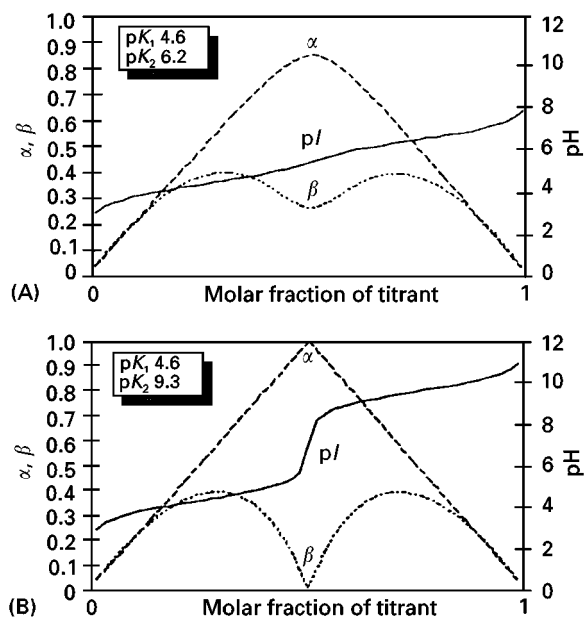 pK₁ 4.6
pK₂ 6.2
1.0
0.9
0.8
0.7
0.6
0.5
0.4
0.3
0.2
0.1
0
α, β
α
pI
β
12
10
8
6
4
2
0
pH
(A)
0
Molar fraction of titrant
1
pK₁ 4.6
pK₂ 9.3
1.0
0.9
0.8
0.7
0.6
0.5
0.4
0.3
0.2
0.1
0
α, β
α
pI
β
12
10
8
6
4
2
0
pH
(B)
0
Molar fraction of titrant
1